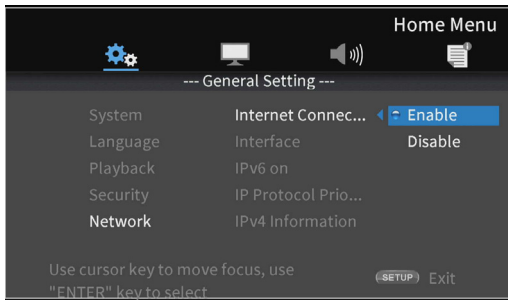 Home Menu
--- General Setting ---
System Internet Connec... Enable
Language Interface Disable
Playback IPv6 on
Security IP Protocol Prio...
Network IPv4 Information
Use cursor key to move focus, use
"ENTER" key to select
SETUP Exit